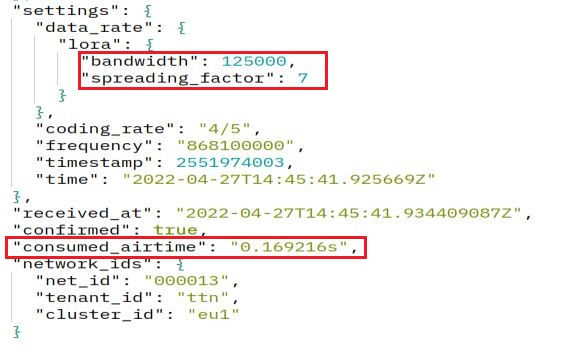 "settings": {
"data_rate": {
"lora": {
"bandwidth": 125000,
"spreading_factor": 7
}
},
"coding_rate": "4/5",
"frequency": "868100000",
"timestamp": 2551974003,
"time": "2022-04-27T14:45:41.925669Z"
},
"received_at": "2022-04-27T14:45:41.934409087Z",
"confirmed": true,
"consumed_airtime": "0.169216s",
"network_ids": {
"net_id": "000013",
"tenant_id": "ttn",
"cluster_id": "eu1"
}